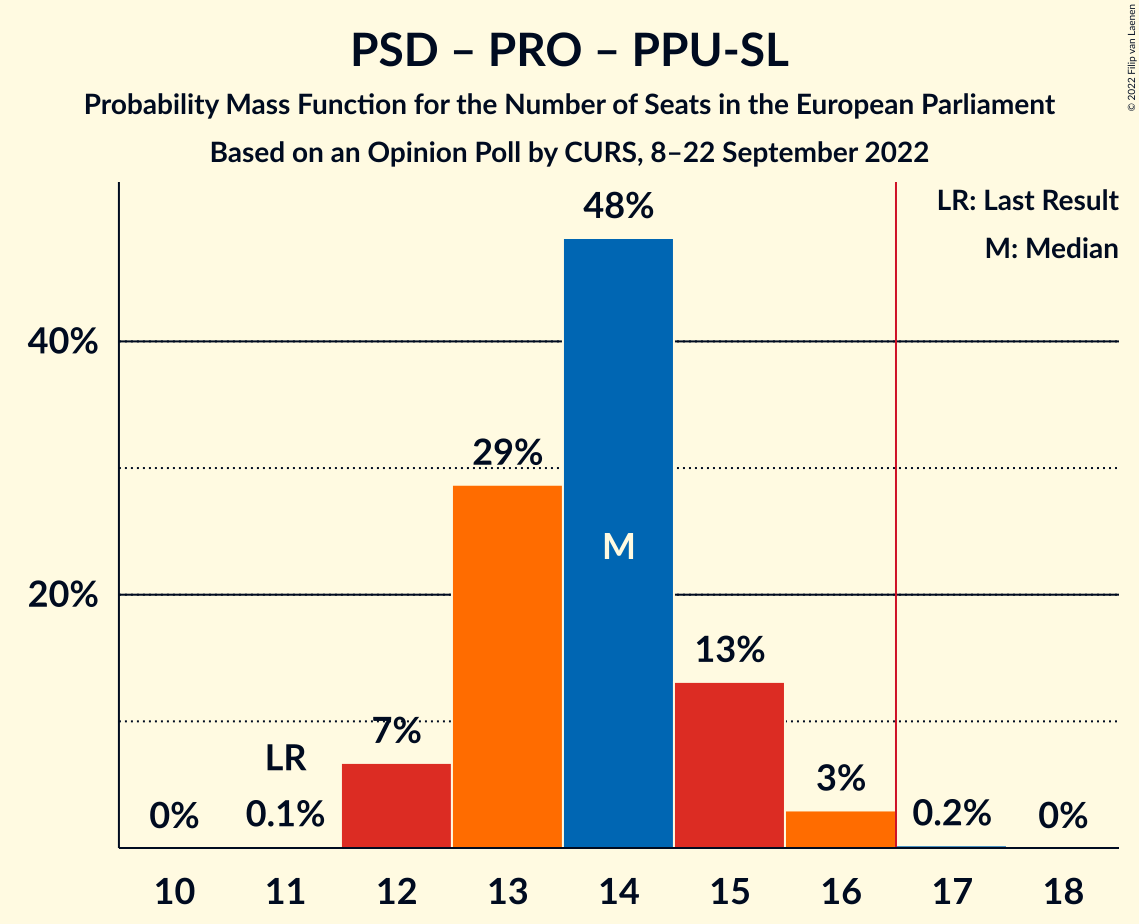 PSD – PRO – PPU-SL
Probability Mass Function for the Number of Seats in the European Parliament
Based on an Opinion Poll by CURS, 8–22 September 2022
© 2022 Filip van Laenen
LR: Last Result
M: Median
48%
40%
29%
M
20%
13%
7%
LR
3%
0%
0.1%
0.2%
0%
10 11 12 13 14 15 16 17 18